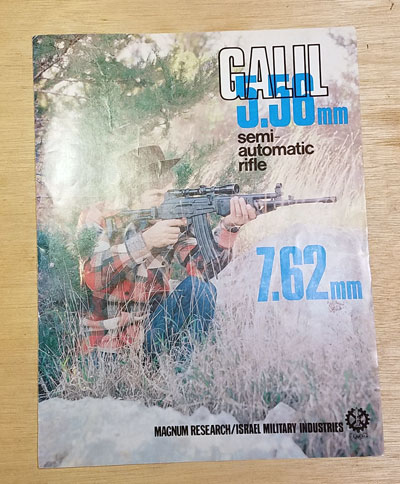 GALIL
5.56mm
semi-
automatic
rifle
7.62mm
MAGNUM RESEARCH/ISRAEL MILITARY INDUSTRIES